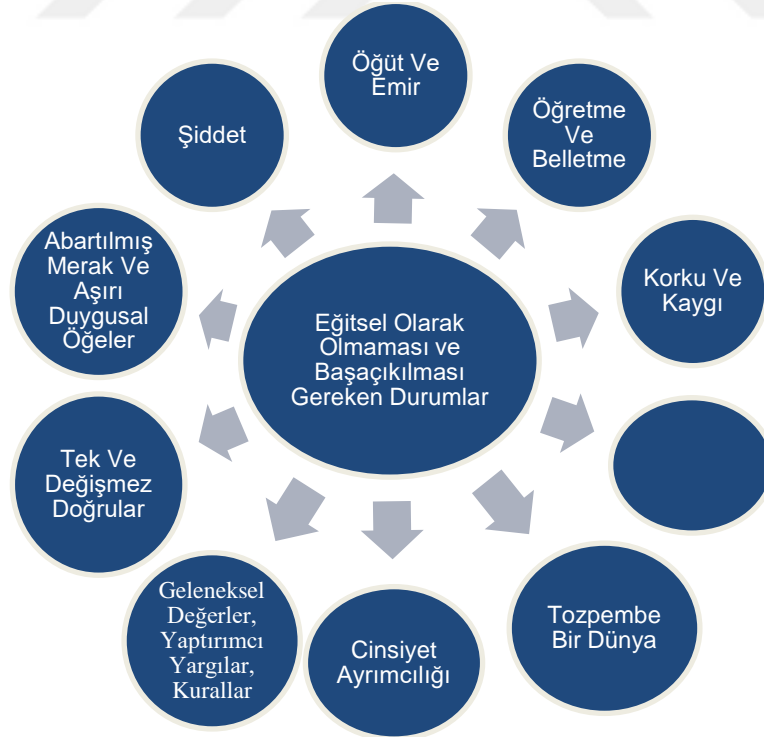 Öğüt Ve
Emir
Öğretme
Ve
Belletme
Korku Ve
Kaygı
Tozpembe
Bir Dünya
Cinsiyet
Ayrımcılığı
Geleneksel
Değerler,
Yaptırımcı
Yargılar,
Kurallar
Tek Ve
Değişmez
Doğrular
Abartılmış
Merak Ve
Aşırı
Duygusal
Öğeler
Şiddet
Eğitsel Olarak
Olmaması ve
Başaçıkılması
Gereken Durumlar